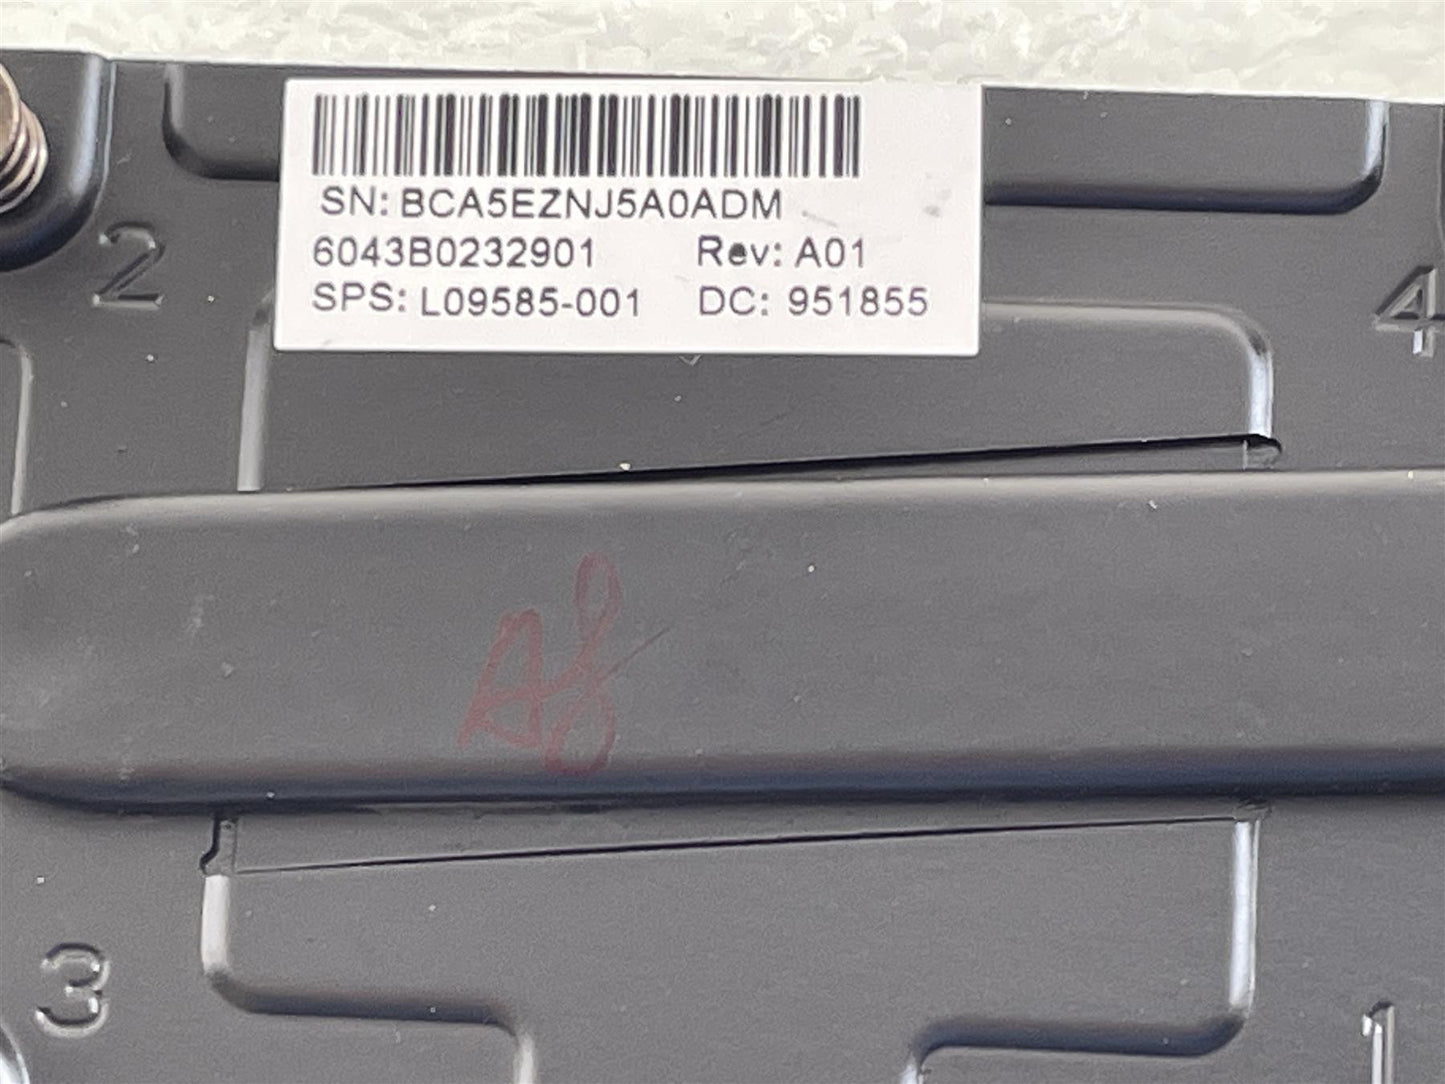 SN: BCA5EZNJ5A0ADM
6043B0232901 Rev: A01
SPS: L09585-001 DC: 951855
2
4
3
1